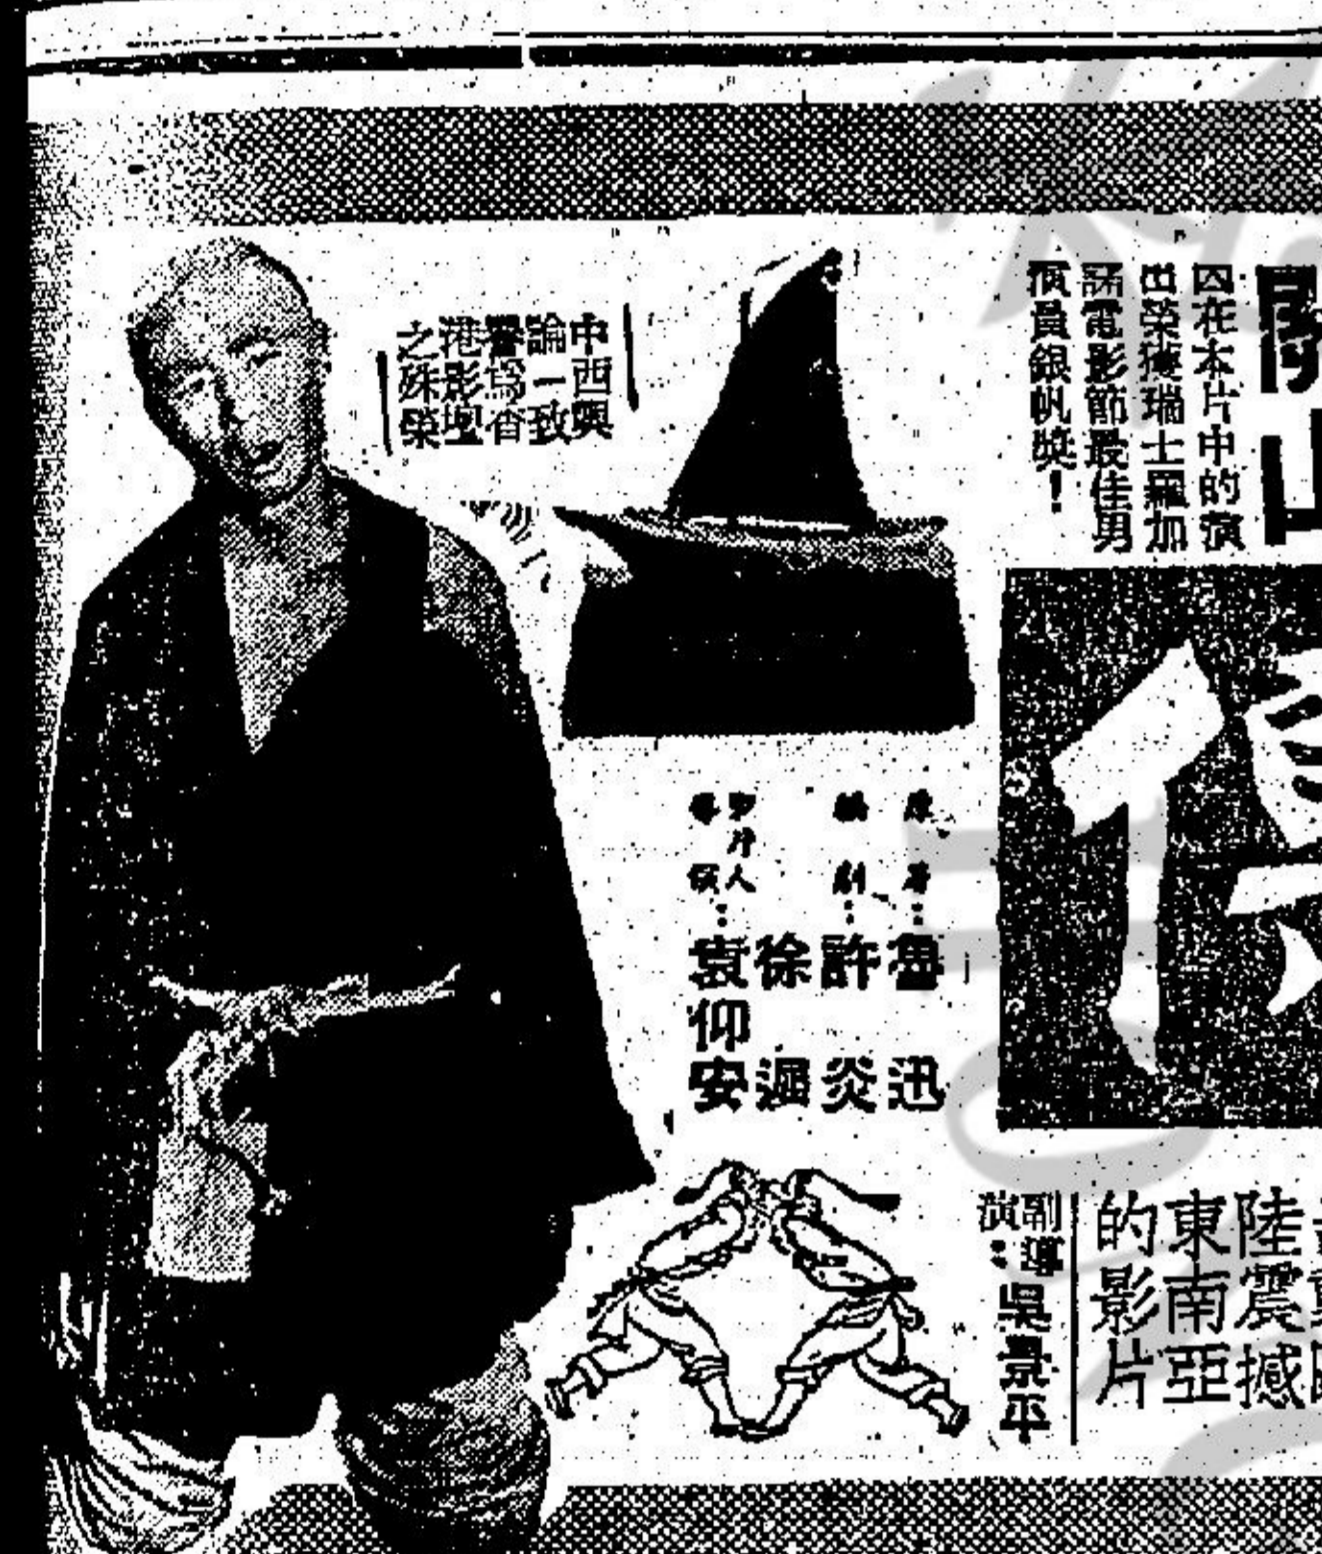 因在本片中的演
出榮獲瑞士羅加
諾電影節最佳男
演員銀帆獎！
中西輿
論一致
譽爲香
港影壇
之殊榮
原著：魯迅
編劇：許炎
製片人：徐
導演：袁仰安
陸震撼
東南亞
的影片
副導演：吳景平